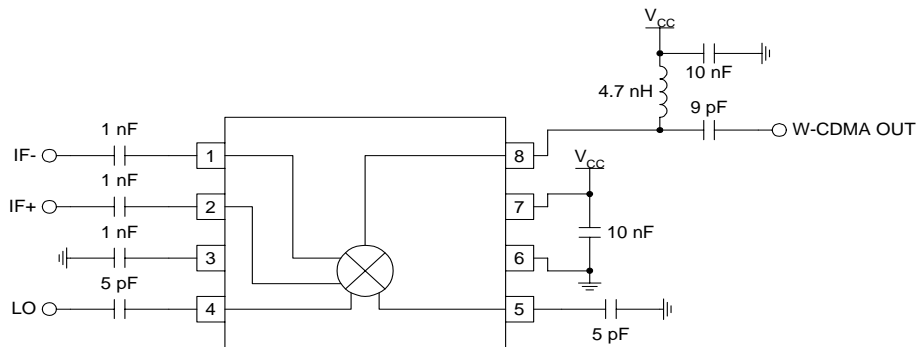 VCC
10 nF
4.7 nH
9 pF
W-CDMA OUT
1 nF
IF-
1
8
VCC
1 nF
IF+
2
7
10 nF
1 nF
3
6
5 pF
LO
4
5
5 pF